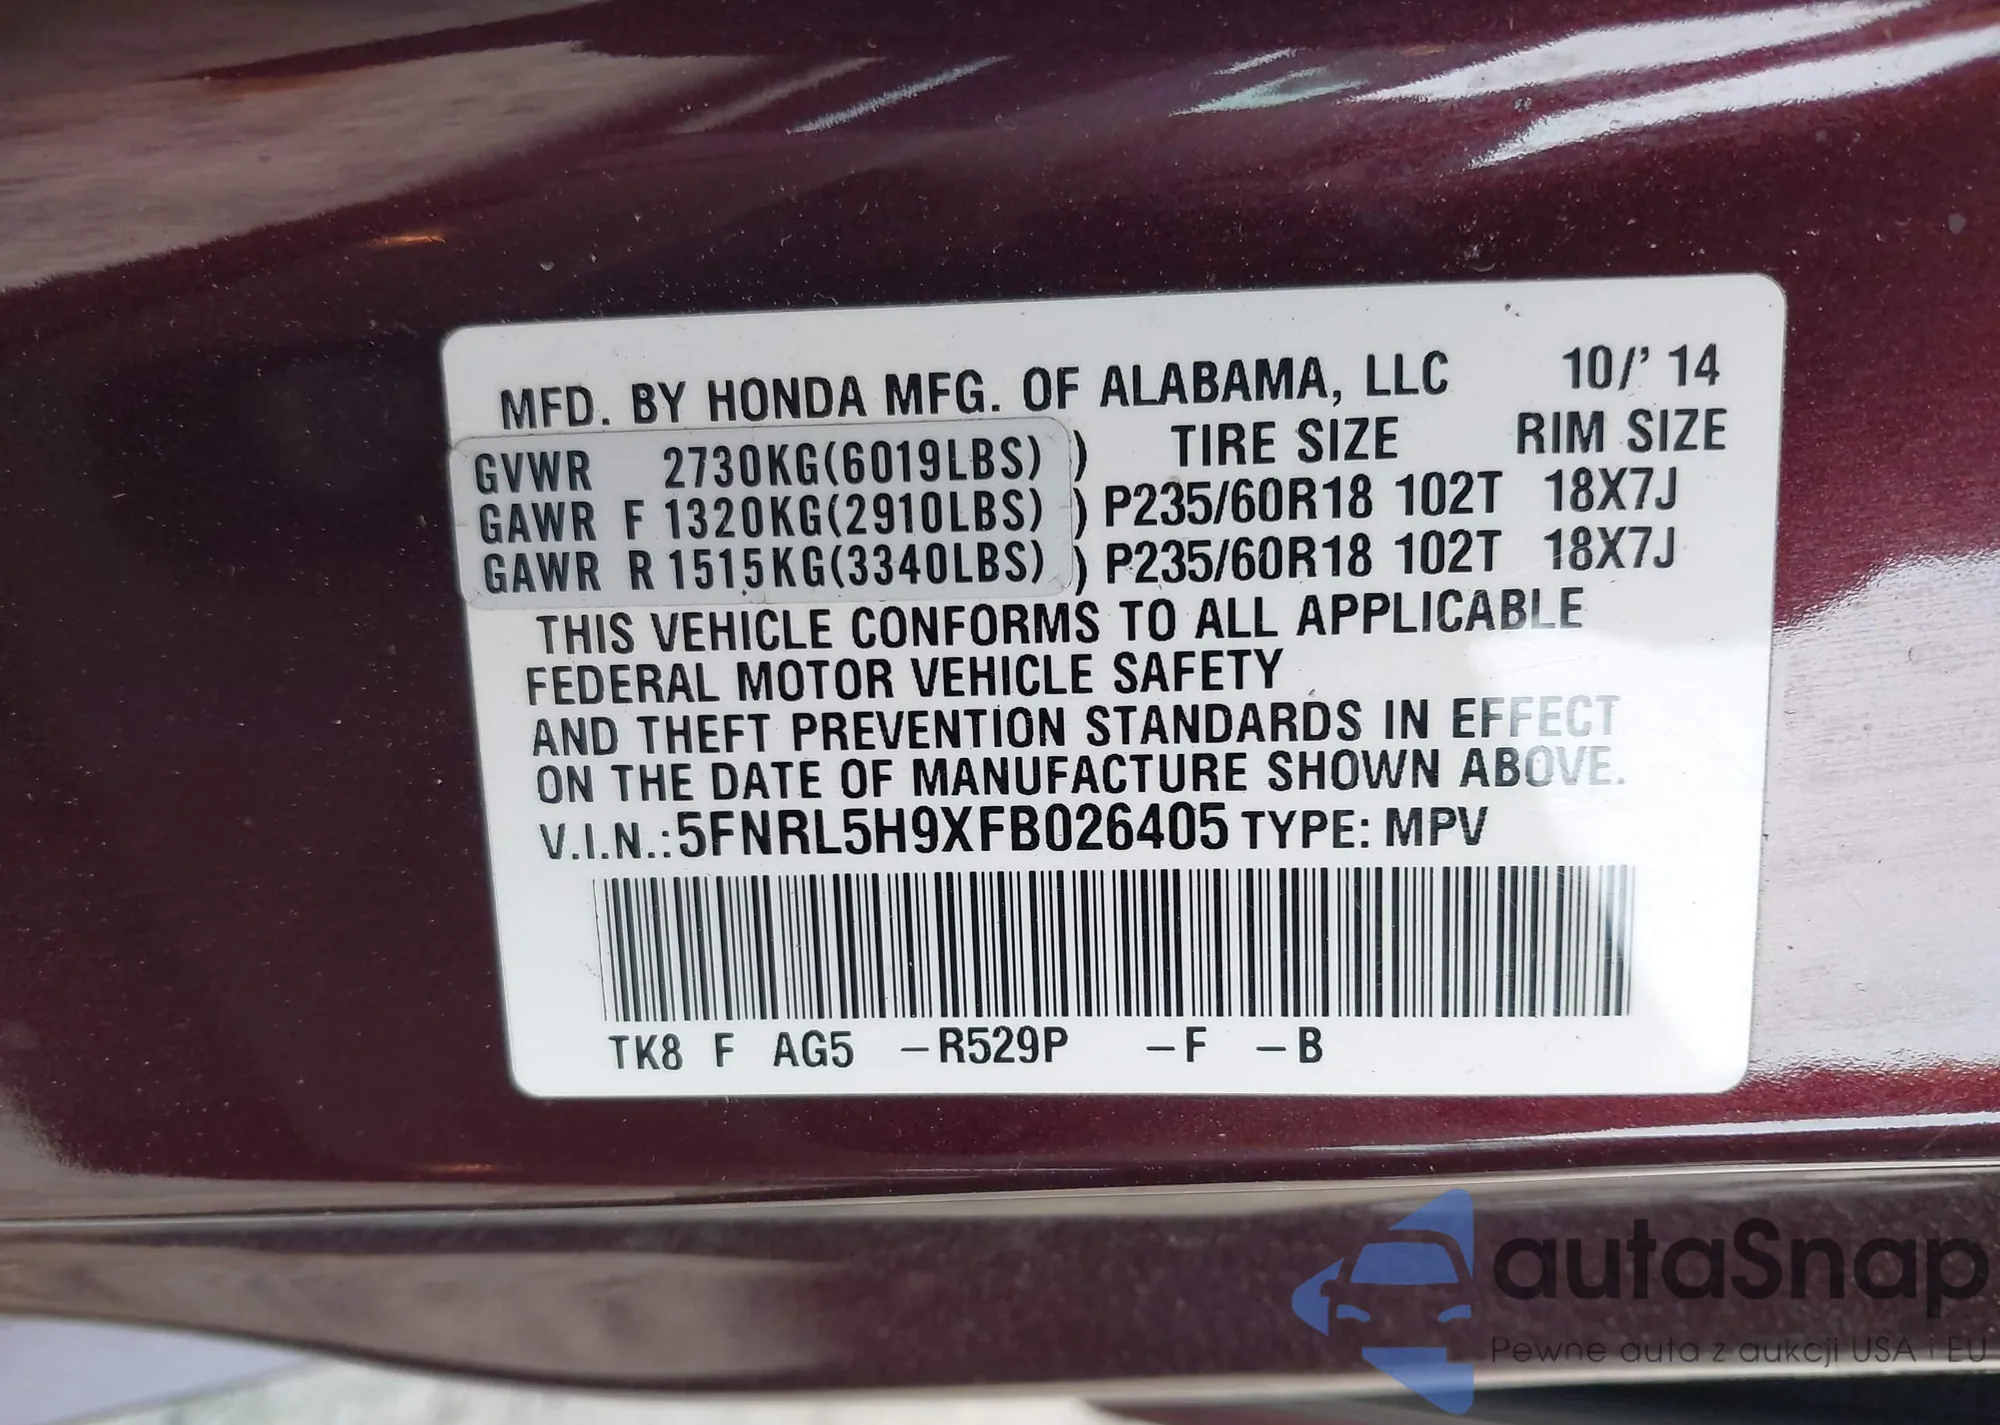 MFD. BY HONDA MFG. OF ALABAMA, LLC 10/' 14
GVWR 2730KG(6019LBS) ) TIRE SIZE RIM SIZE
GAWR F 1320KG(2910LBS) ) P235/60R18 102T 18X7J
GAWR R 1515KG(3340LBS) ) P235/60R18 102T 18X7J
THIS VEHICLE CONFORMS TO ALL APPLICABLE
FEDERAL MOTOR VEHICLE SAFETY
AND THEFT PREVENTION STANDARDS IN EFFECT
ON THE DATE OF MANUFACTURE SHOWN ABOVE.
V.I.N.:5FNRL5H9XFB026405 TYPE: MPV
TK8 F AG5 –R529P –F –B
autaSnap
Pewne auta z aukcji USA i EU